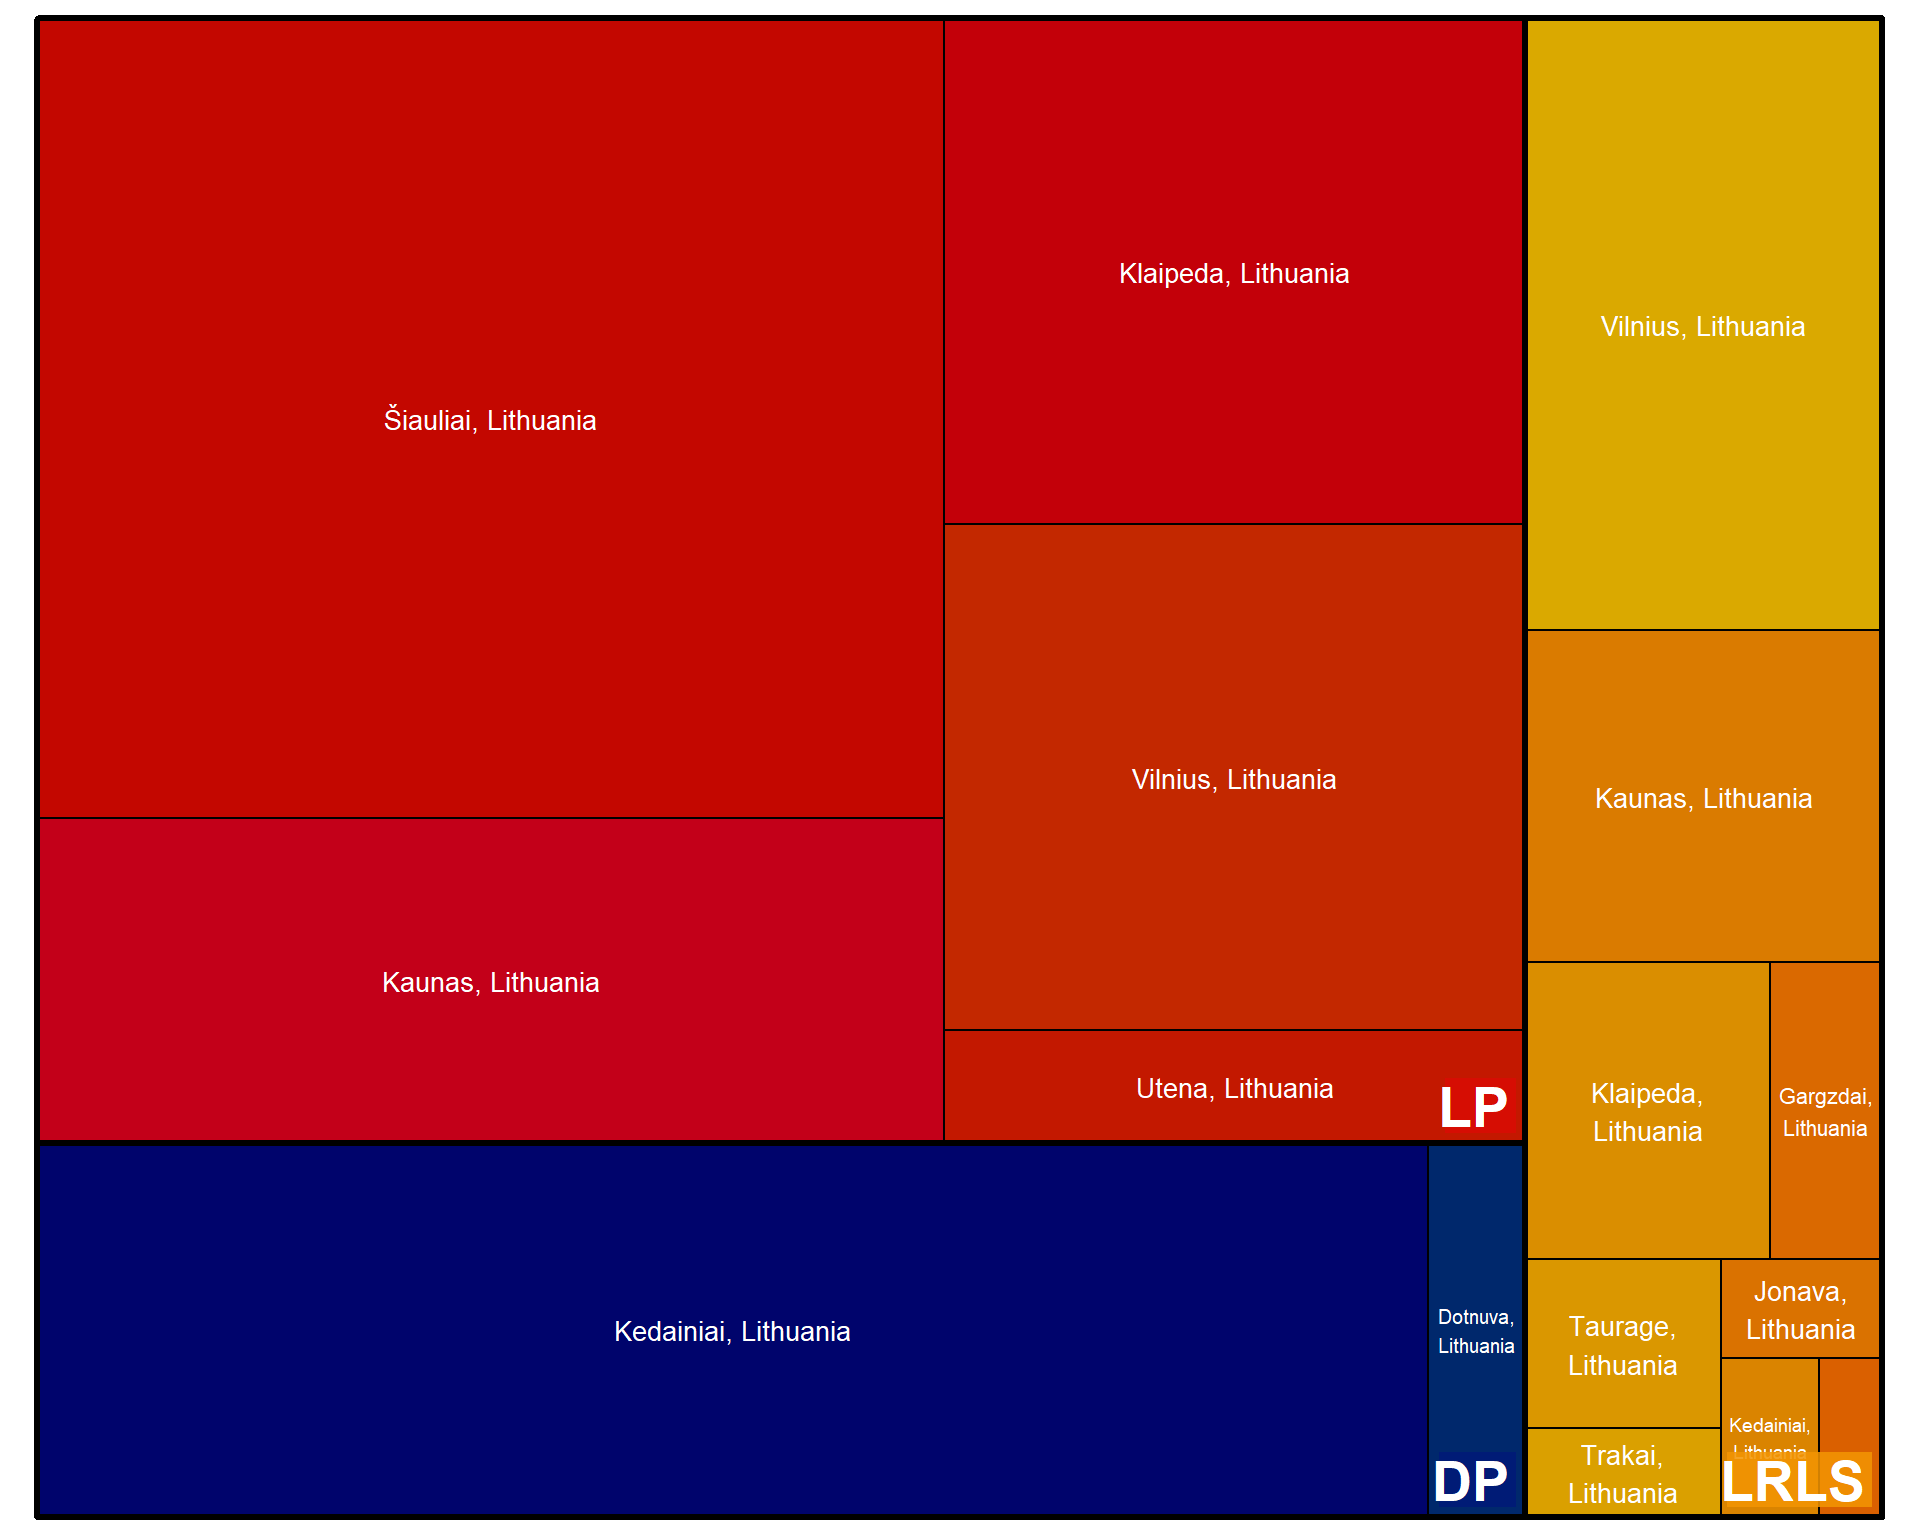 Šiauliai, Lithuania
Klaipeda, Lithuania
Vilnius, Lithuania
Kaunas, Lithuania
Utena, Lithuania
LP
Kedainiai, Lithuania
Dotnuva,
Lithuania
DP
Vilnius, Lithuania
Kaunas, Lithuania
Klaipeda,
Lithuania
Gargzdai,
Lithuania
Taurage,
Lithuania
Jonava,
Lithuania
Trakai,
Lithuania
Kedainiai,
Lithuania
LRLS